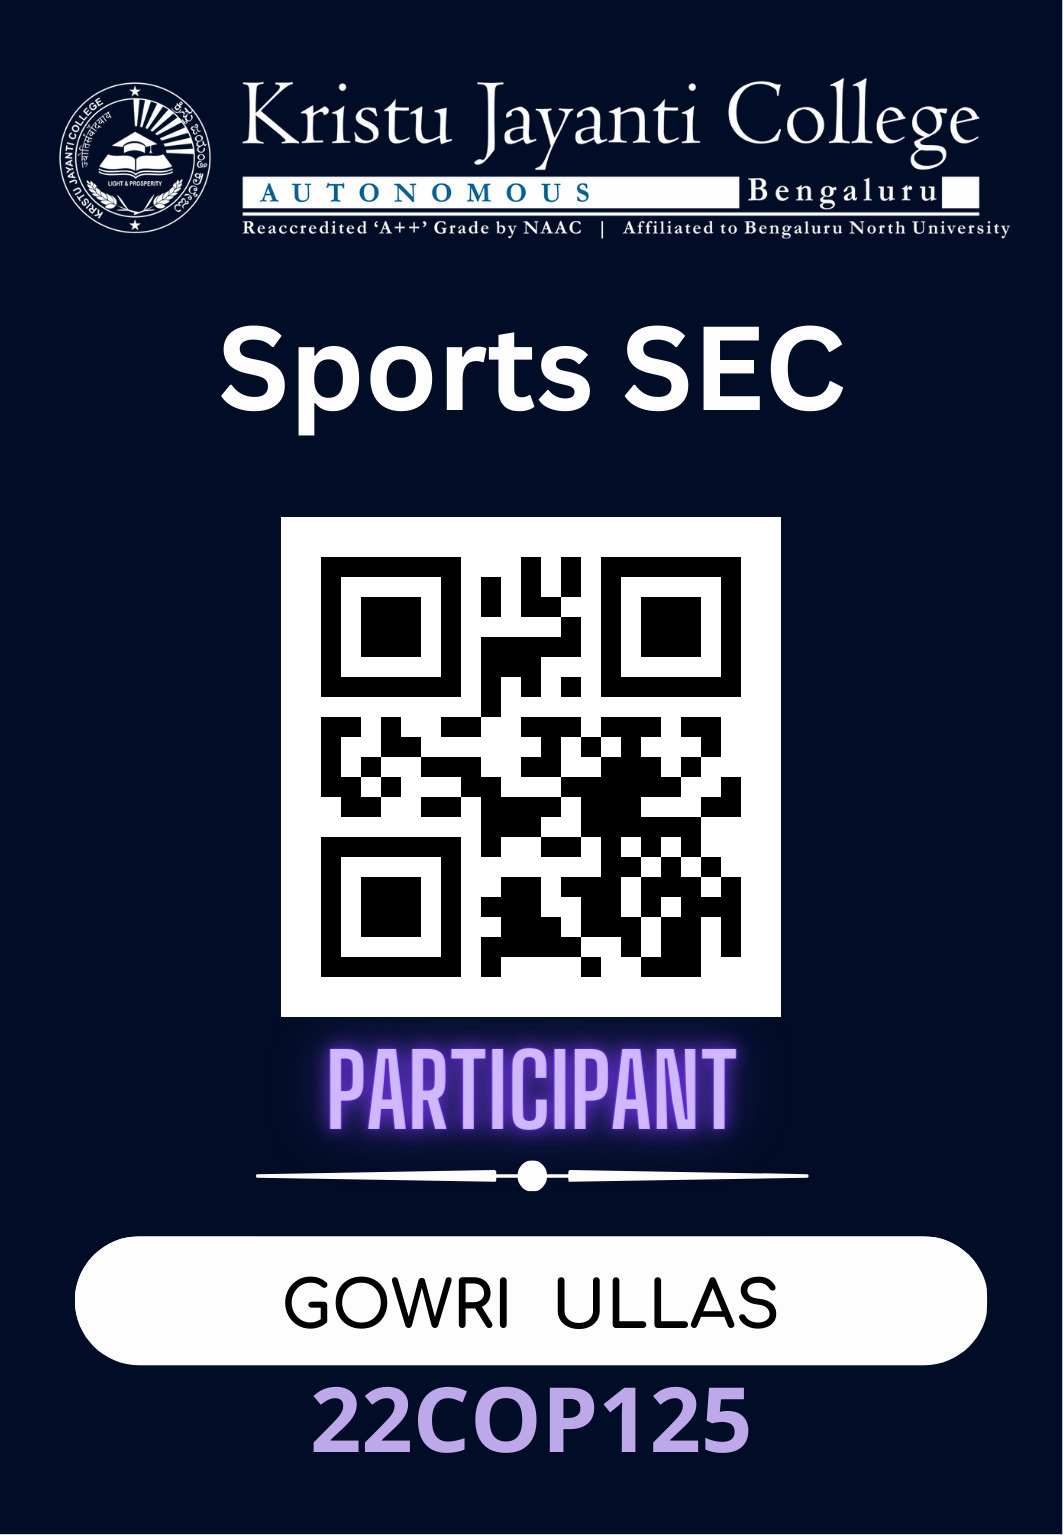 Kristu Jayanti College
AUTONOMOUS Bengaluru
Reaccredited ‘A++’ Grade by NAAC | Affiliated to Bengaluru North University
KRISTU JAYANTI COLLEGE
LIGHT & PROSPERITY
Sports SEC
PARTICIPANT
GOWRI ULLAS
22COP125